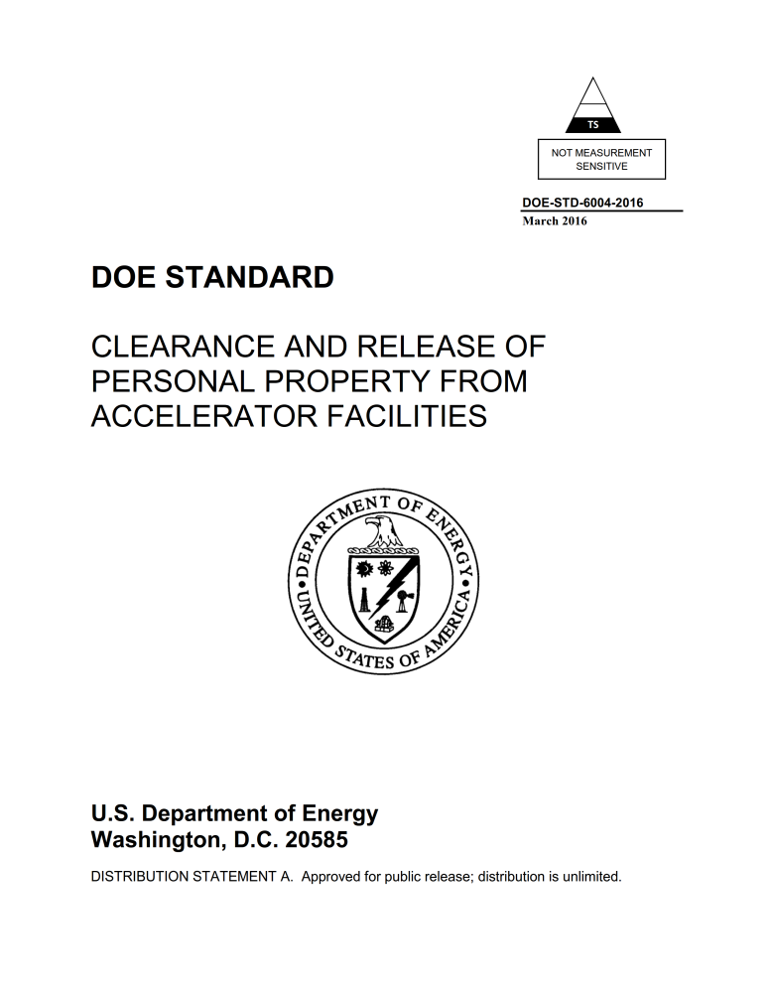 TS
NOT MEASUREMENT
SENSITIVE
DOE-STD-6004-2016
March 2016
DOE STANDARD
CLEARANCE AND RELEASE OF
PERSONAL PROPERTY FROM
ACCELERATOR FACILITIES
DEPARTMENT OF ENERGY
UNITED STATES OF AMERICA
U.S. Department of Energy
Washington, D.C. 20585
DISTRIBUTION STATEMENT A.  Approved for public release; distribution is unlimited.